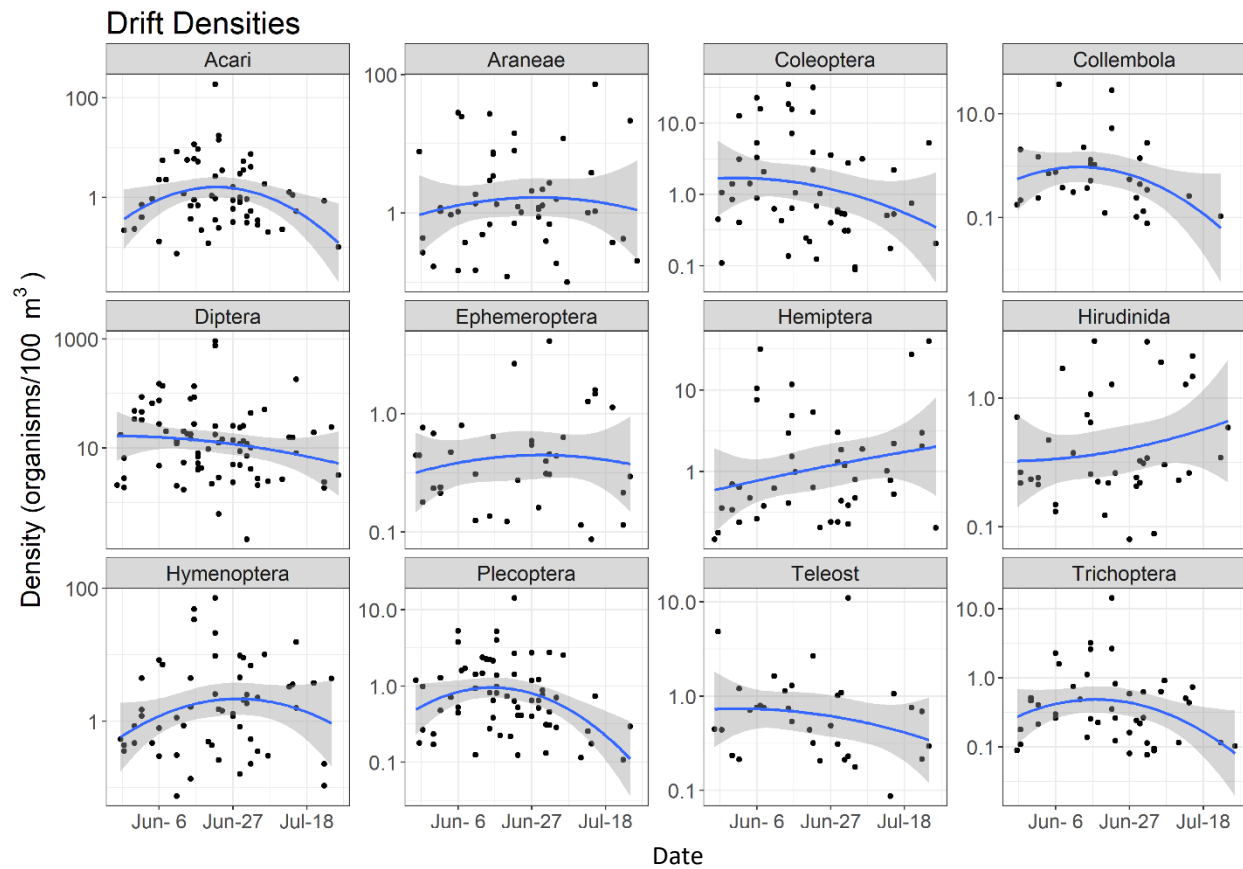 Drift Densities
Acari
Araneae
Coleoptera
Collembola
100
1
100
1
10.0
1.0
0.1
10.0
0.1
Diptera
Ephemeroptera
Hemiptera
Hirudinida
1000
10
1.0
0.1
10
1
1.0
0.1
Hymenoptera
Plecoptera
Teleost
Trichoptera
100
1
10.0
1.0
0.1
10.0
1.0
0.1
10.0
1.0
0.1
Jun- 6 Jun-27 Jul-18
Jun- 6 Jun-27 Jul-18
Jun- 6 Jun-27 Jul-18
Jun- 6 Jun-27 Jul-18
Density (organisms/100 m³ )
Date